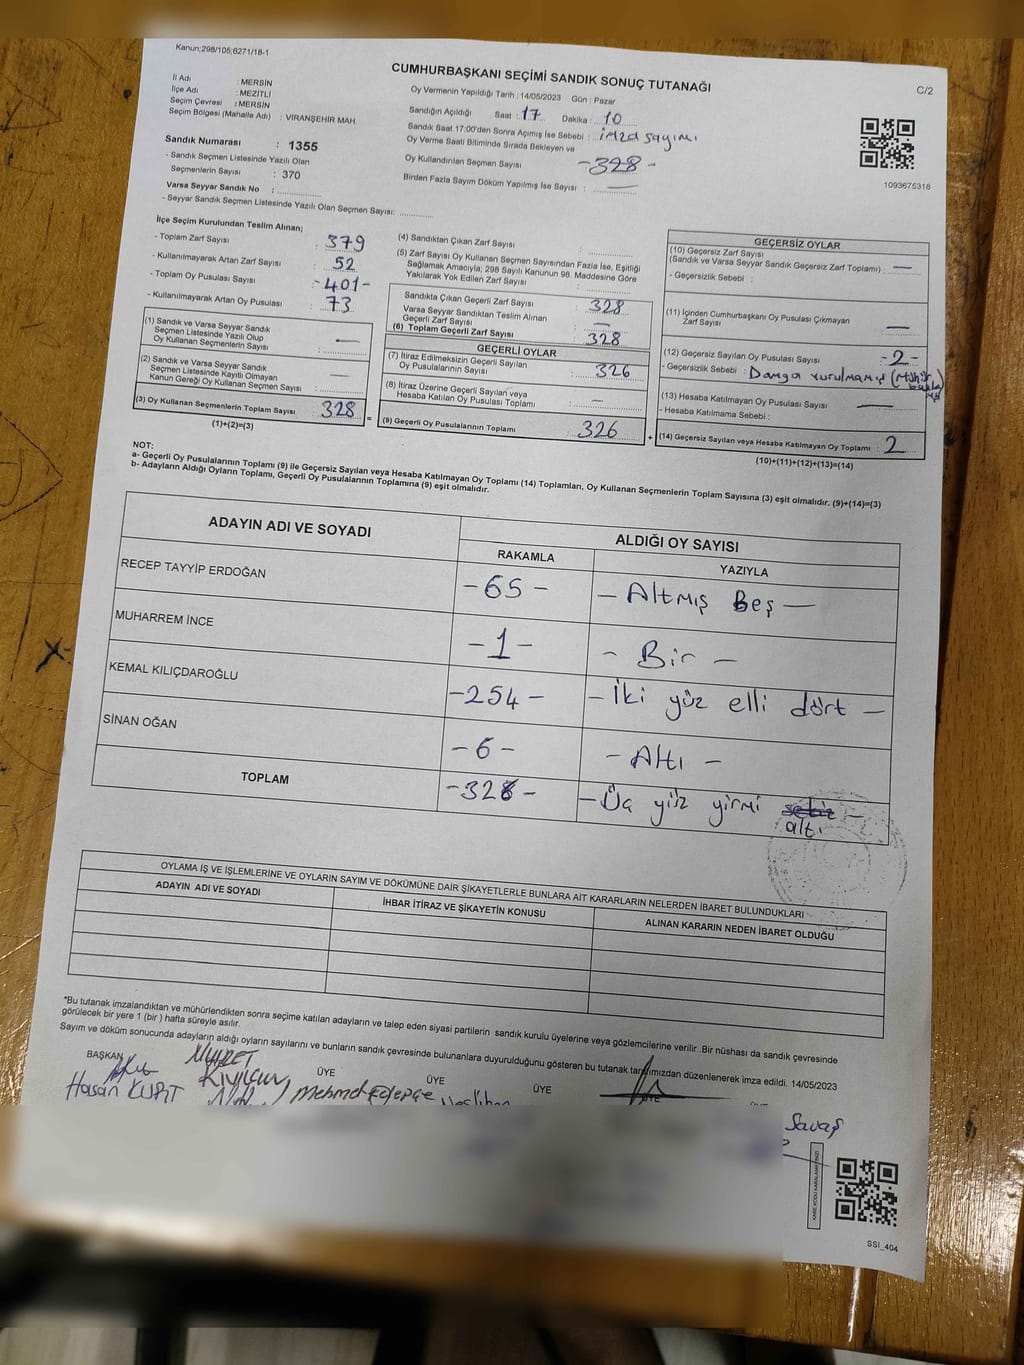 Kanun;298/105;6271/18-1
CUMHURBAŞKANI SEÇİMİ SANDIK SONUÇ TUTANAĞI
C/2
İl Adı : MERSİN
İlçe Adı : MEZİTLİ
Seçim Çevresi : MERSİN
Seçim Bölgesi (Mahalle Adı) : VİRANŞEHİR MAH.
Sandık Numarası : 1355
- Sandık Seçmen Listesinde Yazılı Olan
Seçmenlerin Sayısı : 370
Varsa Seyyar Sandık No :
- Seyyar Sandık Seçmen Listesinde Yazılı Olan Seçmen Sayısı:
Oy Vermenin Yapıldığı Tarih : 14/05/2023 Gün : Pazar
Sandığın Açıldığı Saat : 17 Dakika : 10
Sandık Saat 17.00'den Sonra Açılmış İse Sebebi : imza sayımı
Oy Verme Saati Bitiminde Sırada Bekleyen ve
Oy Kullandırılan Seçmen Sayısı -328-
Birden Fazla Sayım Döküm Yapılmış İse Sayısı : —
1093675318
İlçe Seçim Kurulundan Teslim Alınan;
- Toplam Zarf Sayısı : 379
- Kullanılmayarak Artan Zarf Sayısı : 52
- Toplam Oy Pusulası Sayısı : -401-
- Kullanılmayarak Artan Oy Pusulası : 73
(1) Sandık ve Varsa Seyyar Sandık
Seçmen Listesinde Yazılı Olup
Oy Kullanan Seçmenlerin Sayısı : —
(2) Sandık ve Varsa Seyyar Sandık
Seçmen Listesinde Kayıtlı Olmayan
Kanun Gereği Oy Kullanan Seçmen Sayısı : —
(3) Oy Kullanan Seçmenlerin Toplam Sayısı : 328 =
(1)+(2)=(3)
(4) Sandıktan Çıkan Zarf Sayısı :
(5) Zarf Sayısı Oy Kullanan Seçmen Sayısından Fazla İse, Eşitliği
Sağlamak Amacıyla; 298 Sayılı Kanunun 98. Maddesine Göre
Yakılarak Yok Edilen Zarf Sayısı :
Sandıkta Çıkan Geçerli Zarf Sayısı : 328
Varsa Seyyar Sandıktan Teslim Alınan
Geçerli Zarf Sayısı : —
(6) Toplam Geçerli Zarf Sayısı : 328
GEÇERLİ OYLAR
(7) İtiraz Edilmeksizin Geçerli Sayılan
Oy Pusulalarının Sayısı : 326
(8) İtiraz Üzerine Geçerli Sayılan veya
Hesaba Katılan Oy Pusulası Toplamı : —
(9) Geçerli Oy Pusulalarının Toplamı 326 +
GEÇERSİZ OYLAR
(10) Geçersiz Zarf Sayısı
(Sandık ve Varsa Seyyar Sandık Geçersiz Zarf Toplamı) : —
- Geçersizlik Sebebi :
(11) İçinden Cumhurbaşkanı Oy Pusulası Çıkmayan
Zarf Sayısı : —
(12) Geçersiz Sayılan Oy Pusulası Sayısı : -2-
- Geçersizlik Sebebi : Damga vurulmamış
(13) Hesaba Katılmayan Oy Pusulası Sayısı : —
- Hesaba Katılmama Sebebi :
(14) Geçersiz Sayılan veya Hesaba Katılmayan Oy Toplamı : 2
(10)+(11)+(12)+(13)=(14)
NOT:
a- Geçerli Oy Pusulalarının Toplamı (9) ile Geçersiz Sayılan veya Hesaba Katılmayan Oy Toplamı (14) Toplamları, Oy Kullanan Seçmenlerin Toplam Sayısına (3) eşit olmalıdır. (9)+(14)=(3)
b- Adayların Aldığı Oyların Toplamı, Geçerli Oy Pusulalarının Toplamına (9) eşit olmalıdır.
ADAYIN ADI VE SOYADI
ALDIĞI OY SAYISI
RAKAMLA YAZIYLA
RECEP TAYYİP ERDOĞAN -65- — Altmış Beş —
MUHARREM İNCE -1- - Bir -
KEMAL KILIÇDAROĞLU -254- - İki yüz elli dört -
SİNAN OĞAN -6- - Altı -
TOPLAM -326- - Üç yüz yirmi sekiz -
altı
OYLAMA İŞ VE İŞLEMLERİNE VE OYLARIN SAYIM VE DÖKÜMÜNE DAİR ŞİKAYETLERLE BUNLARA AİT KARARLARIN NELERDEN İBARET BULUNDUKLARI
ADAYIN ADI VE SOYADI İHBAR İTİRAZ VE ŞİKAYETİN KONUSU ALINAN KARARIN NEDEN İBARET OLDUĞU
*Bu tutanak imzalandıktan ve mühürlendikten sonra seçime katılan adayların ve talep eden siyasi partilerin sandık kurulu üyelerine veya gözlemcilerine verilir .Bir nüshası da sandık çevresinde
görülecek bir yere 1 (bir ) hafta süreyle asılır.
Sayım ve döküm sonucunda adayların aldığı oyların sayılarını ve bunların sandık çevresinde bulunanlara duyurulduğunu gösteren bu tutanak tarafımızdan düzenlenerek imza edildi. 14/05/2023
BAŞKAN ÜYE ÜYE ÜYE ÜYE
Hasan KURT
Mehmet
Savaş
SSİ_404